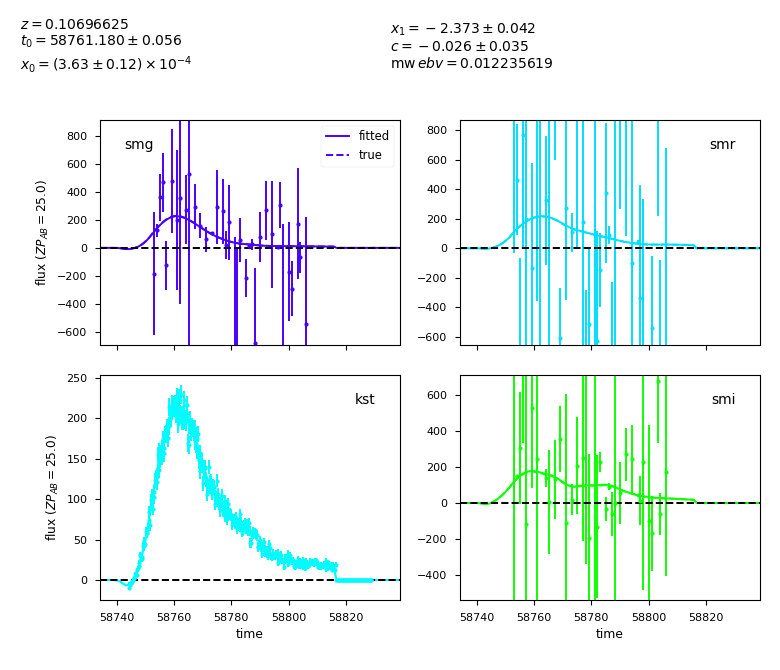 z = 0.10696625
t₀ = 58761.180 ± 0.056
x₀ = (3.63 ± 0.12) × 10⁻⁴
x₁ = −2.373 ± 0.042
c = −0.026 ± 0.035
mw ebv = 0.012235619
smg
fitted
true
800
600
400
200
0
−200
−400
−600
flux (ZP_AB = 25.0)
smr
800
600
400
200
0
−200
−400
−600
kst
250
200
150
100
50
0
flux (ZP_AB = 25.0)
58740 58760 58780 58800 58820
time
smi
600
400
200
0
−200
−400
58740 58760 58780 58800 58820
time